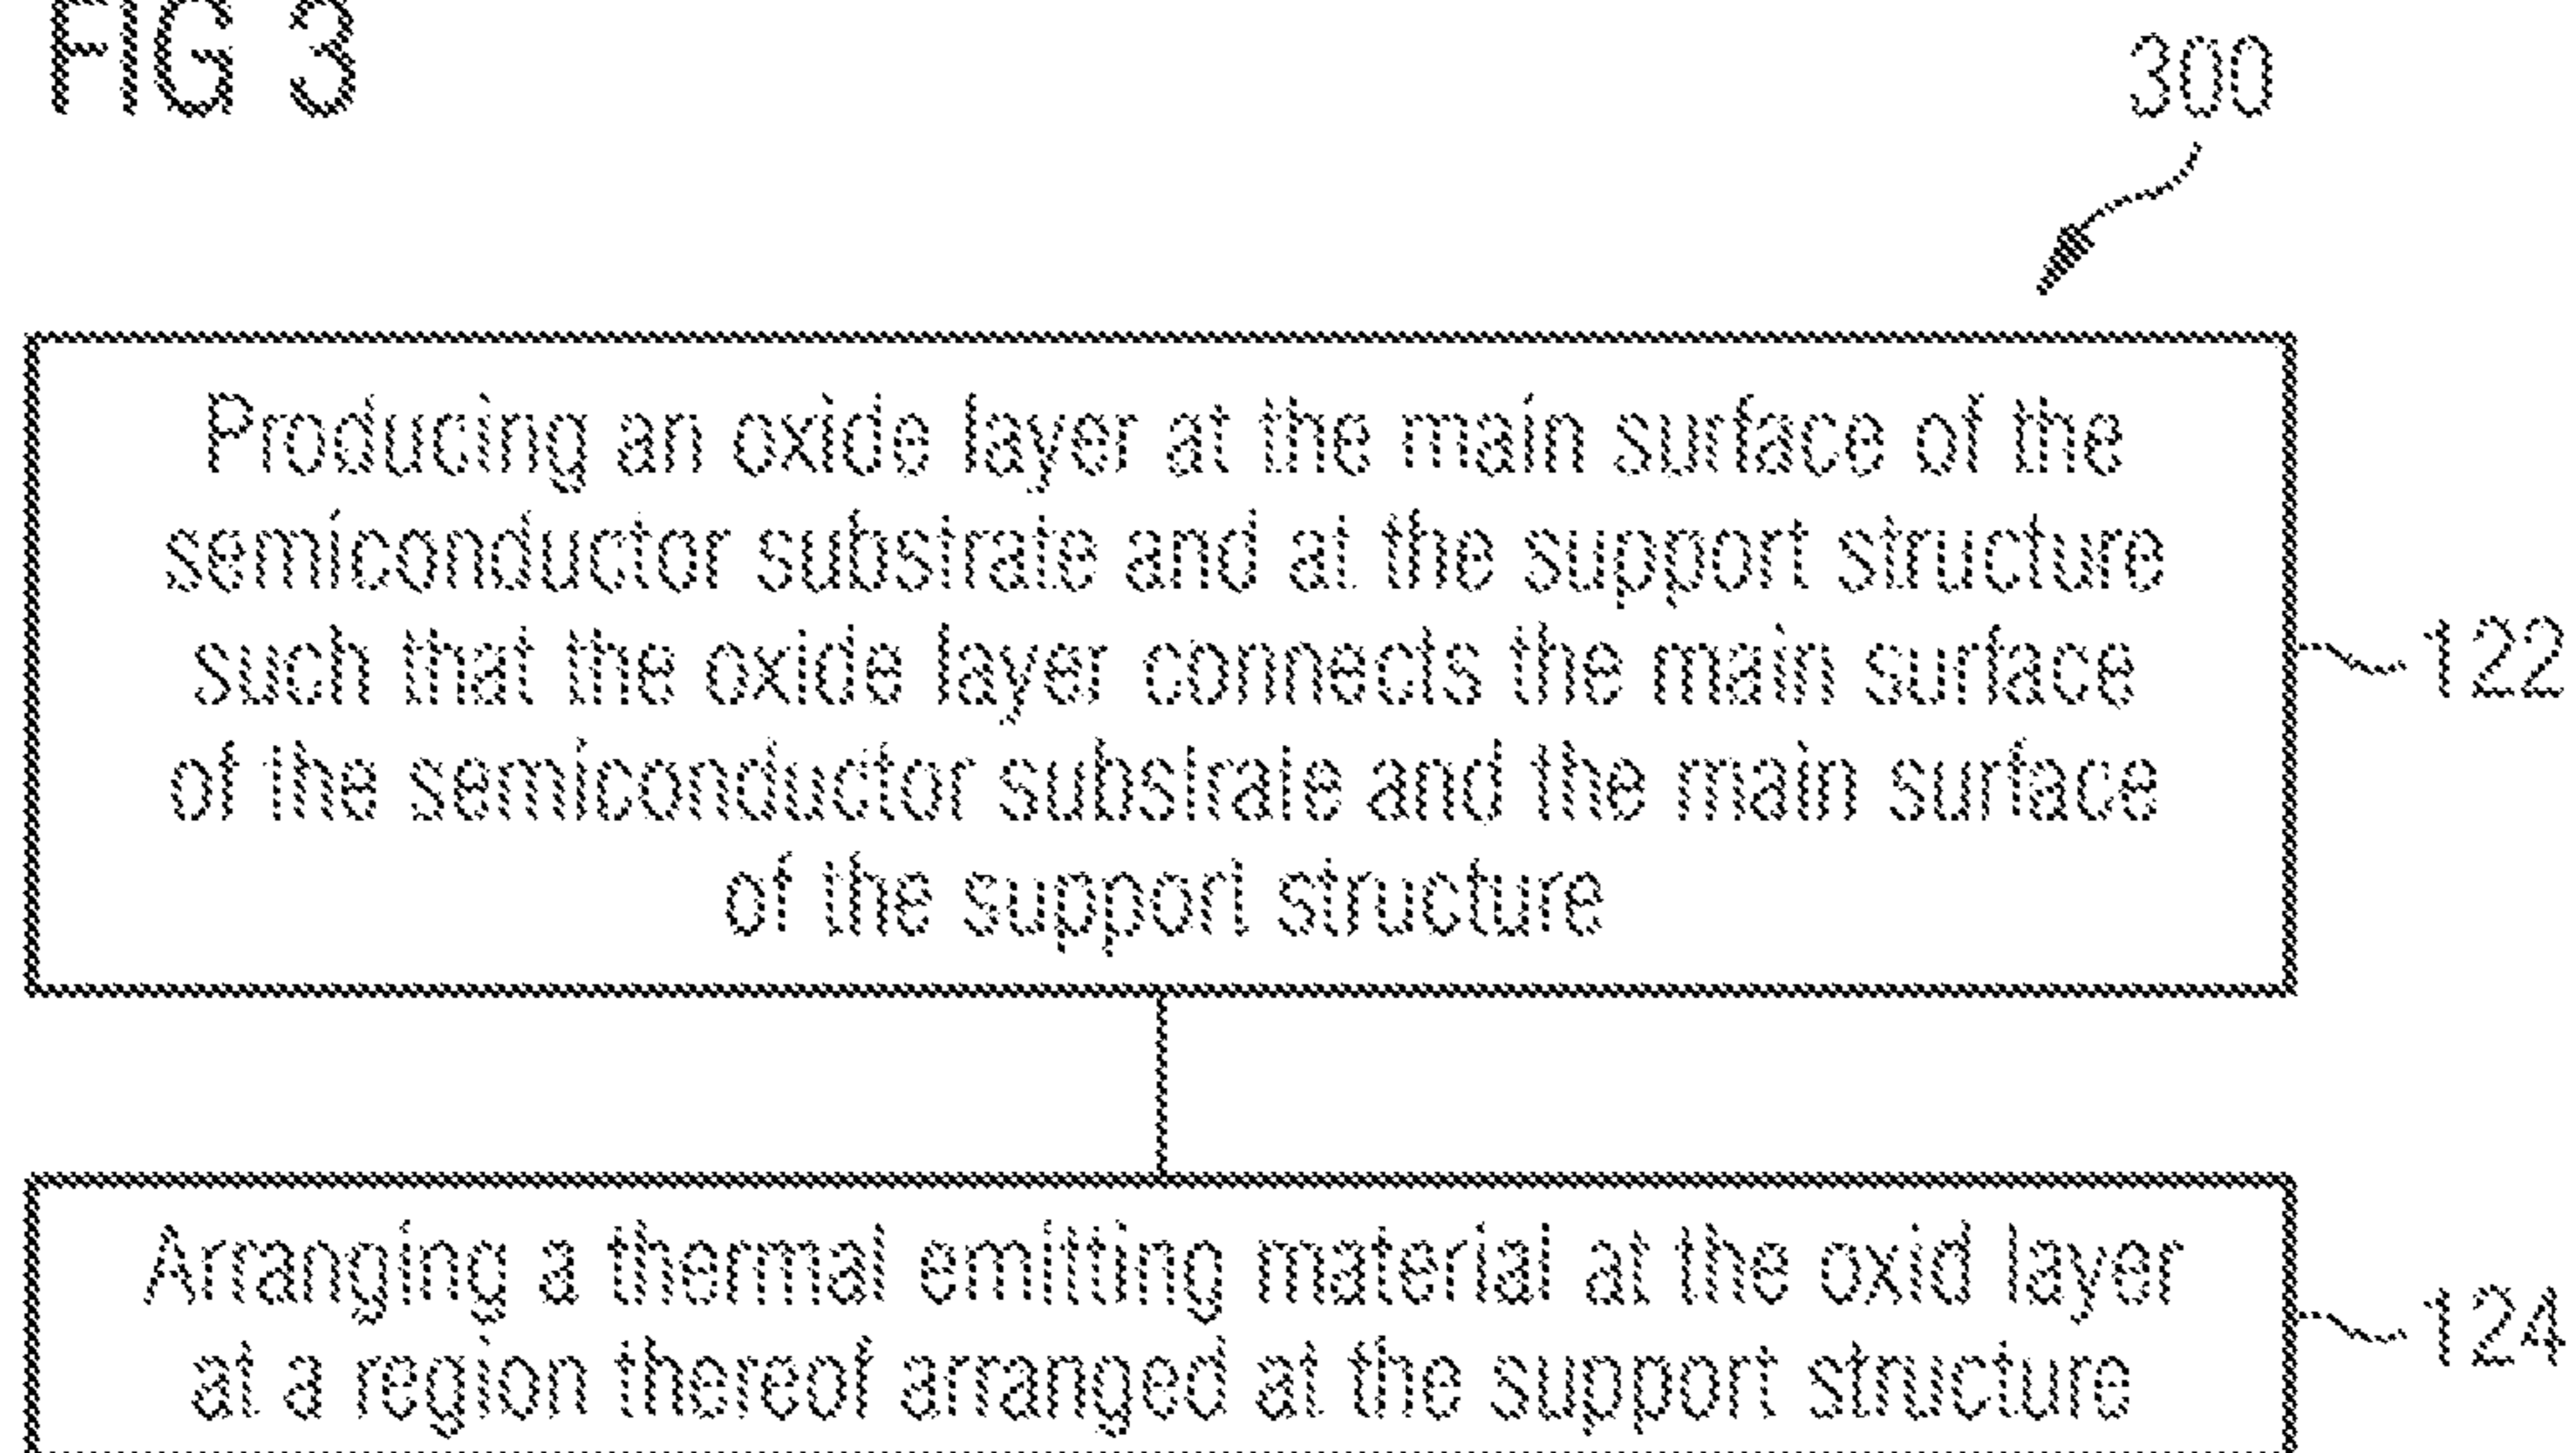 FIG 3
300
Producing an oxide layer at the main surface of the
semiconductor substrate and at the support structure
such that the oxide layer connects the main surface
of the semiconductor substrate and the main surface
of the support structure
122
Arranging a thermal emitting material at the oxid layer
at a region thereof arranged at the support structure
124